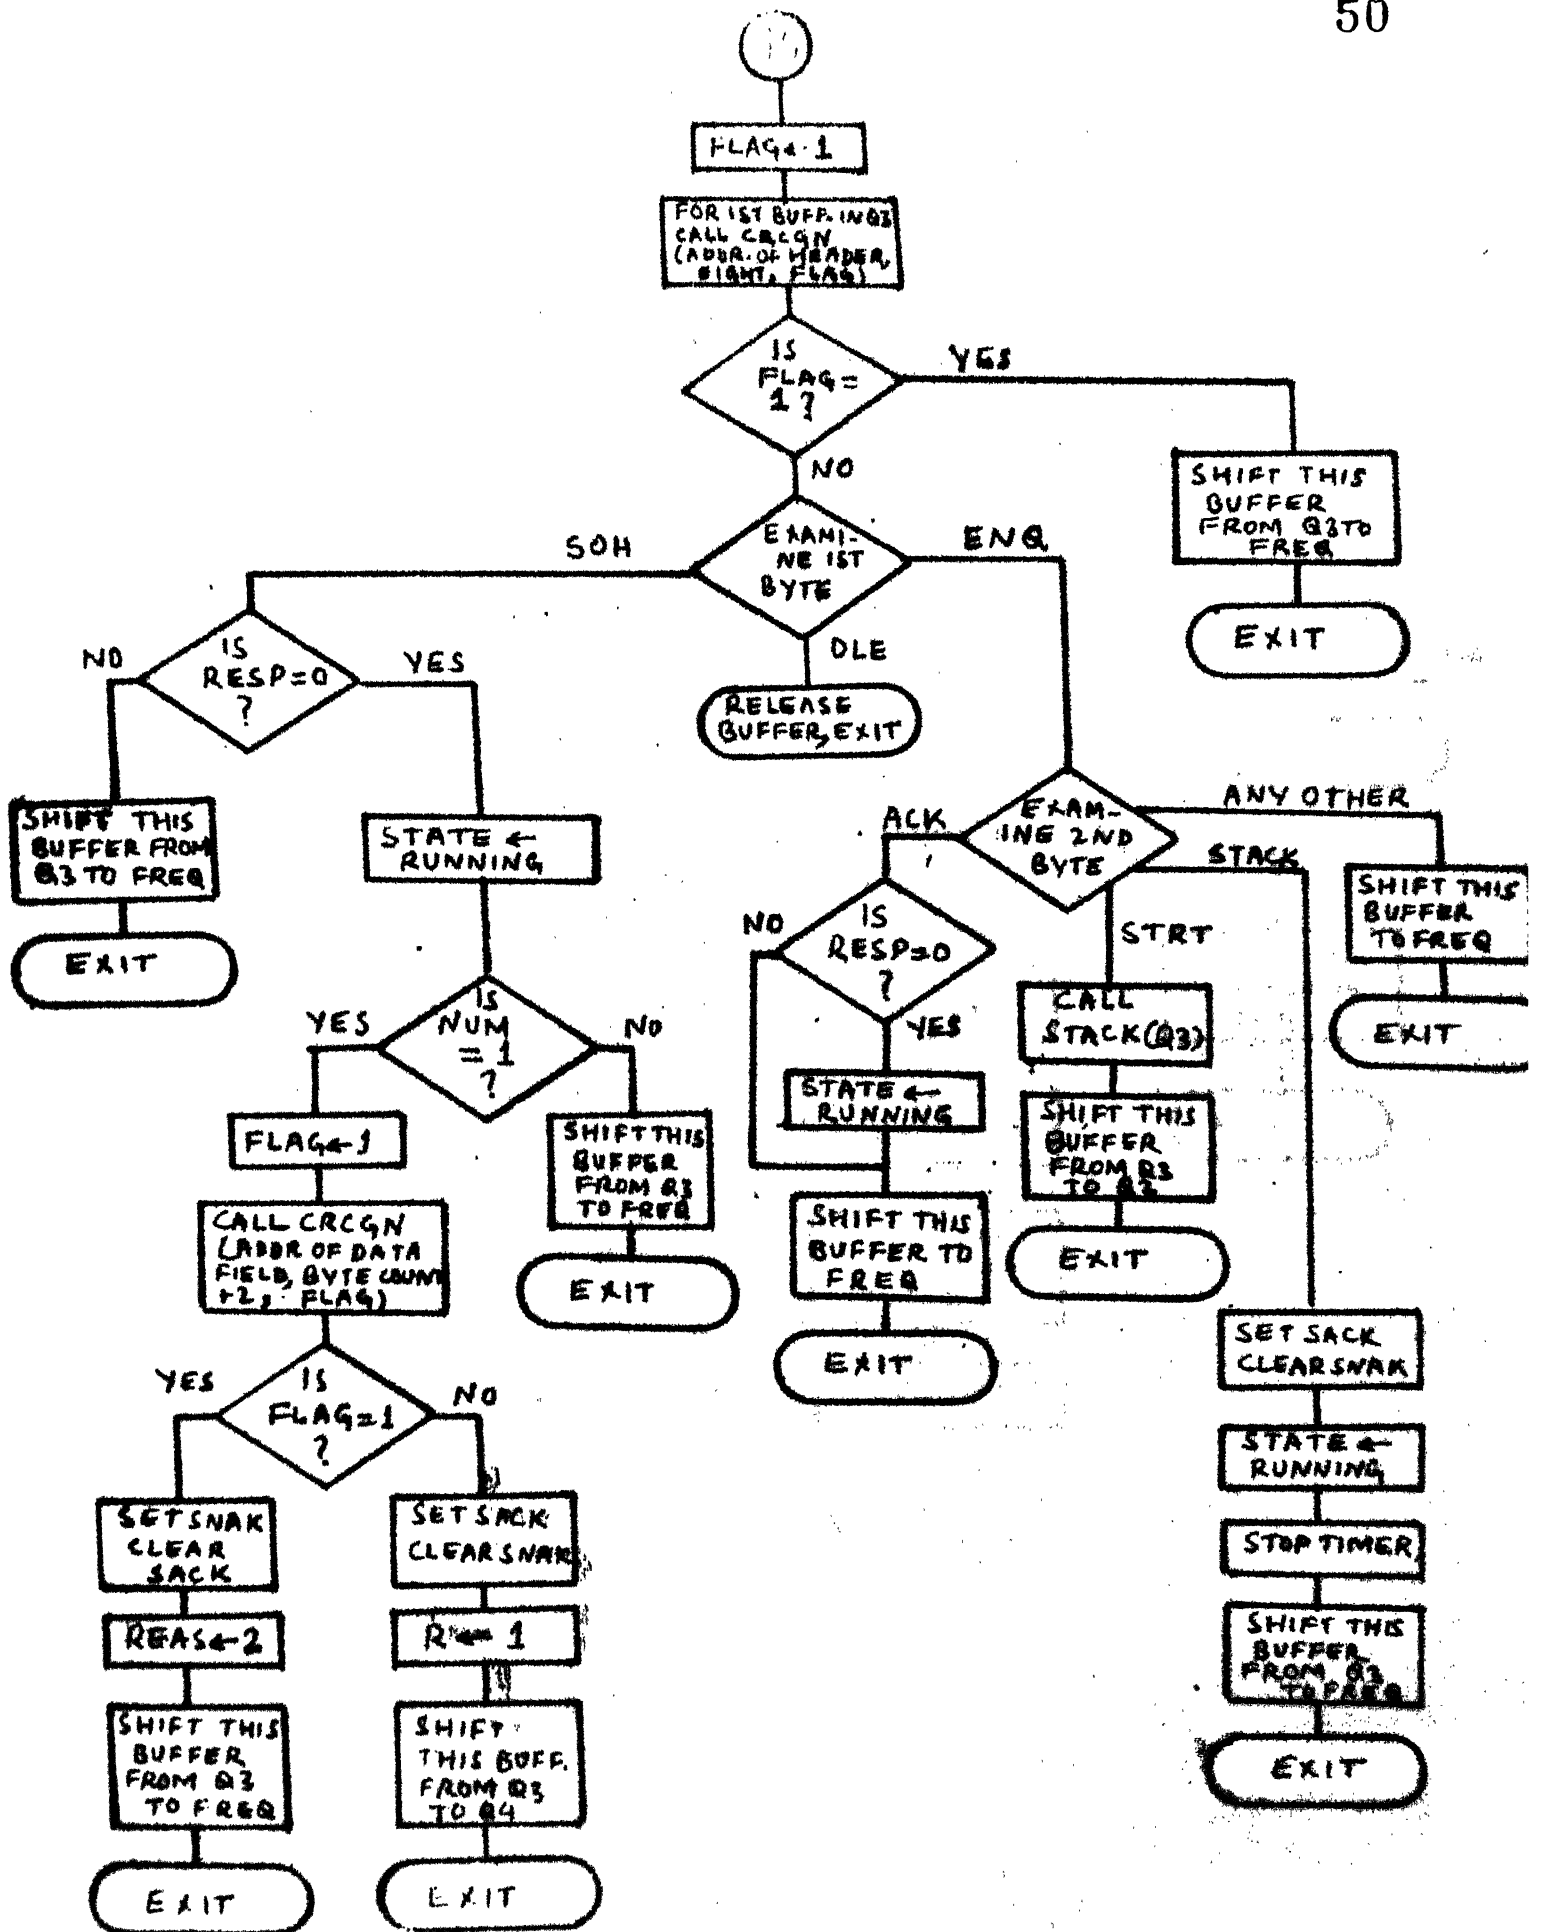 50
FLAG← 1
FOR 1ST BUFF. IN Q3
CALL CRCGN
(ADDR. OF HEADER,
EIGHT, FLAG)
IS
FLAG=
1 ?
YES
NO
SHIFT THIS
BUFFER
FROM Q3 TO
FREQ
EXIT
EXAMI-
NE 1ST
BYTE
SOH
ENQ
DLE
RELEASE
BUFFER, EXIT
IS
RESP=0
?
NO
YES
SHIFT THIS
BUFFER FROM
Q3 TO FREQ
EXIT
STATE ←
RUNNING
IS
NUM
= 1
?
YES
NO
FLAG←1
CALL CRCGN
(ADDR OF DATA
FIELD, BYTE COUNT
+2, FLAG)
SHIFT THIS
BUFFER
FROM Q3
TO FREQ
EXIT
IS
FLAG=1
?
YES
NO
SET SNAK
CLEAR
SACK
REAS←2
SHIFT THIS
BUFFER
FROM Q3
TO FREQ
EXIT
SET SACK
CLEAR SNAK
R ← 1
SHIFT
THIS BUFF.
FROM Q3
TO Q4
EXIT
EXAM-
INE 2ND
BYTE
ACK
ANY OTHER
STACK
STRT
IS
RESP=0
?
NO
YES
STATE ←
RUNNING
SHIFT THIS
BUFFER TO
FREQ
EXIT
CALL
STACK(Q3)
SHIFT THIS
BUFFER
FROM Q3
TO Q2
EXIT
SHIFT THIS
BUFFER
TO FREQ
EXIT
SET SACK
CLEAR SNAK
STATE ←
RUNNING
STOP TIMER
SHIFT THIS
BUFFER
FROM Q3
TO FREQ
EXIT